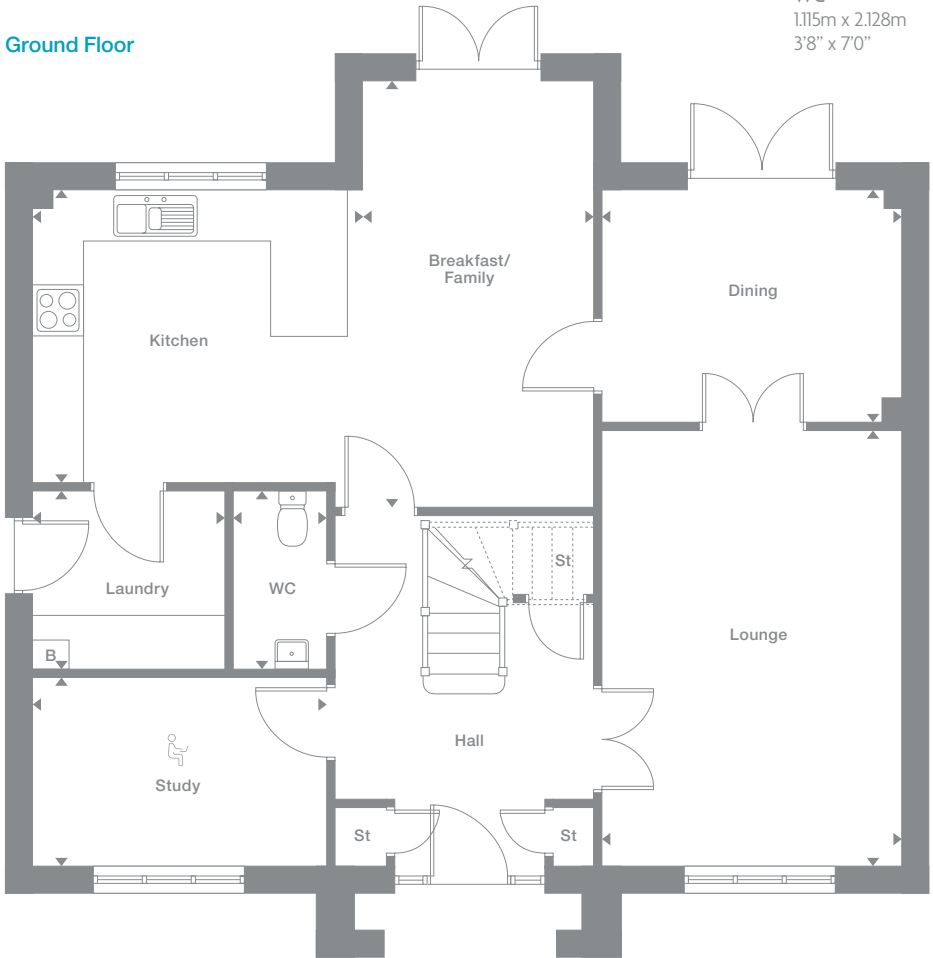 Ground Floor
WC
1.115m x 2.128m
3'8" x 7'0"
Breakfast/
Family
Dining
Kitchen
St
Laundry
WC
Lounge
B
Hall
Study
St
St